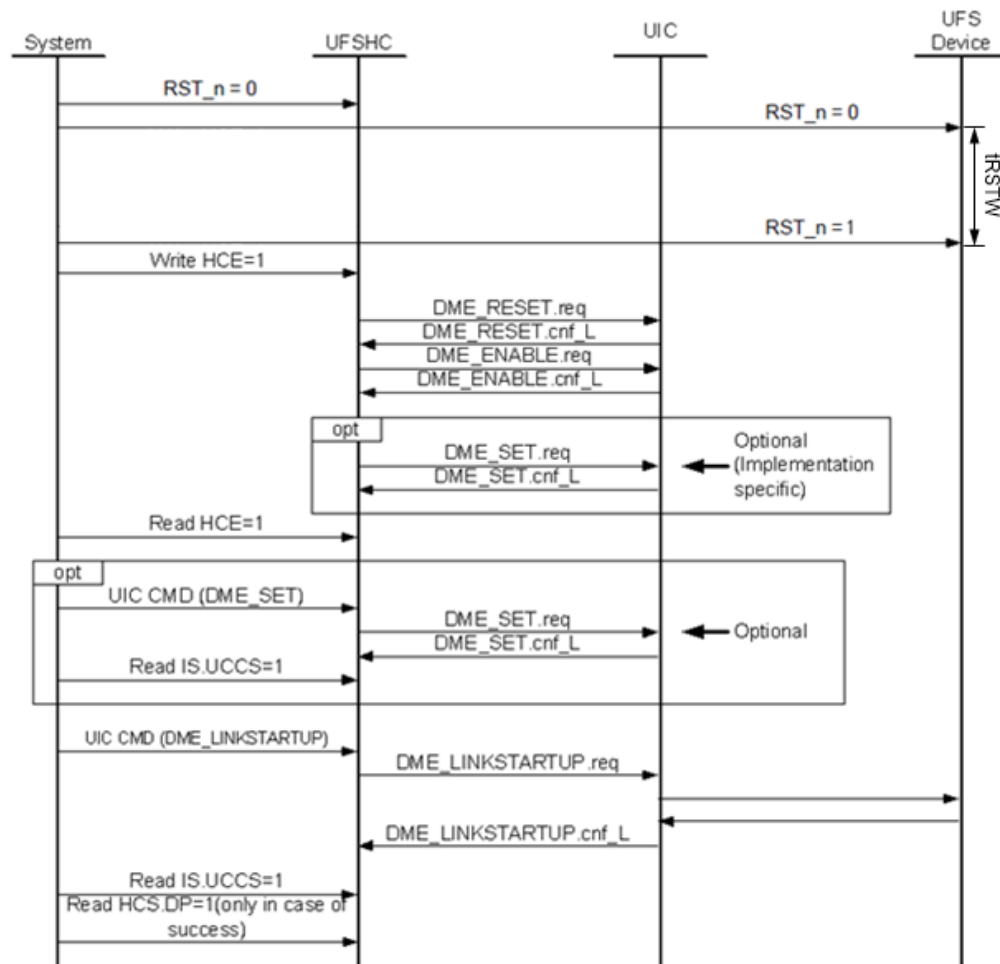 System
UFSHC
UIC
UFS
Device
RST_n = 0
RST_n = 0
tRSTW
RST_n = 1
Write HCE=1
DME_RESET.req
DME_RESET.cnf_L
DME_ENABLE.req
DME_ENABLE.cnf_L
opt
DME_SET.req
DME_SET.cnf_L
Optional
(Implementation
specific)
Read HCE=1
opt
UIC CMD (DME_SET)
DME_SET.req
DME_SET.cnf_L
Optional
Read IS.UCCS=1
UIC CMD (DME_LINKSTARTUP)
DME_LINKSTARTUP.req
DME_LINKSTARTUP.cnf_L
Read IS.UCCS=1
Read HCS.DP=1(only in case of
success)